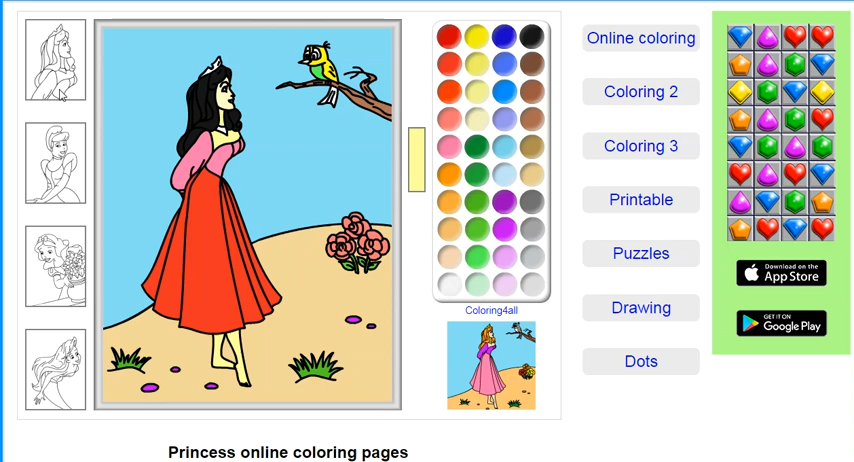 Online coloring
Coloring 2
Coloring 3
Printable
Puzzles
Drawing
Dots
Coloring4all
Download on the
App Store
GET IT ON
Google Play
Princess online coloring pages